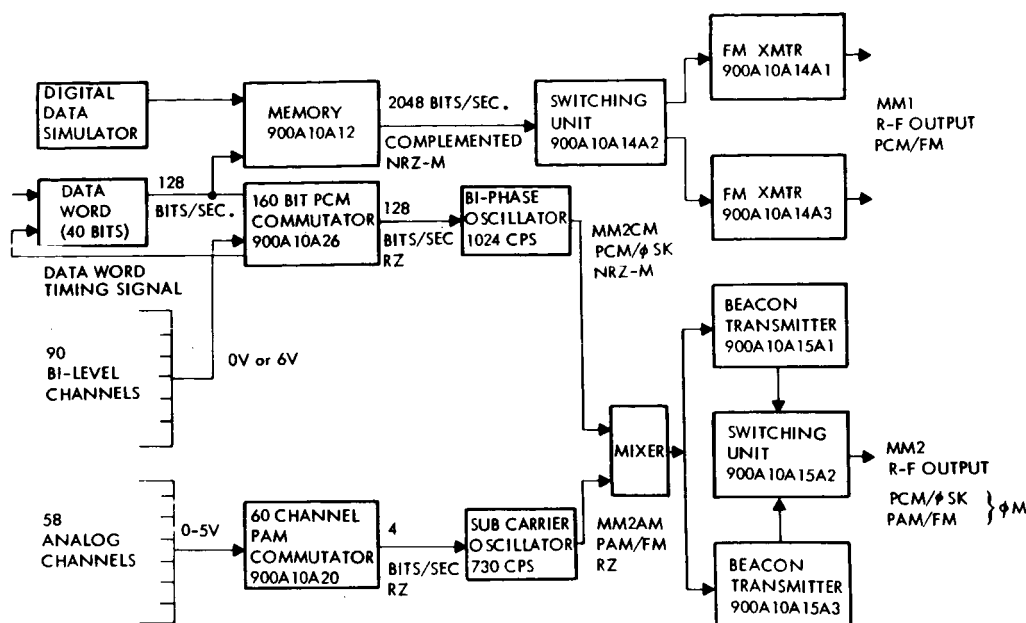 DIGITAL
DATA
SIMULATOR
MEMORY
900A10A12
2048 BITS/SEC.
COMPLEMENTED
NRZ-M
SWITCHING
UNIT
900A10A14A2
FM XMTR
900A10A14A1
MM1
R-F OUTPUT
PCM/FM
FM XMTR
900A10A14A3
DATA
WORD
(40 BITS)
128
BITS/SEC.
160 BIT PCM
COMMUTATOR
900A10A26
128
BITS/SEC
RZ
BI-PHASE
OSCILLATOR
1024 CPS
MM2CM
PCM/ϕ SK
NRZ-M
DATA WORD
TIMING SIGNAL
90
BI-LEVEL
CHANNELS
0V or 6V
BEACON
TRANSMITTER
900A10A15A1
MIXER
SWITCHING
UNIT
900A10A15A2
MM2
R-F OUTPUT
PCM/ϕ SK
PAM/FM
} ϕM
58
ANALOG
CHANNELS
0-5V
60 CHANNEL
PAM
COMMUTATOR
900A10A20
4
BITS/SEC
RZ
SUB CARRIER
OSCILLATOR
730 CPS
MM2AM
PAM/FM
RZ
BEACON
TRANSMITTER
900A10A15A3